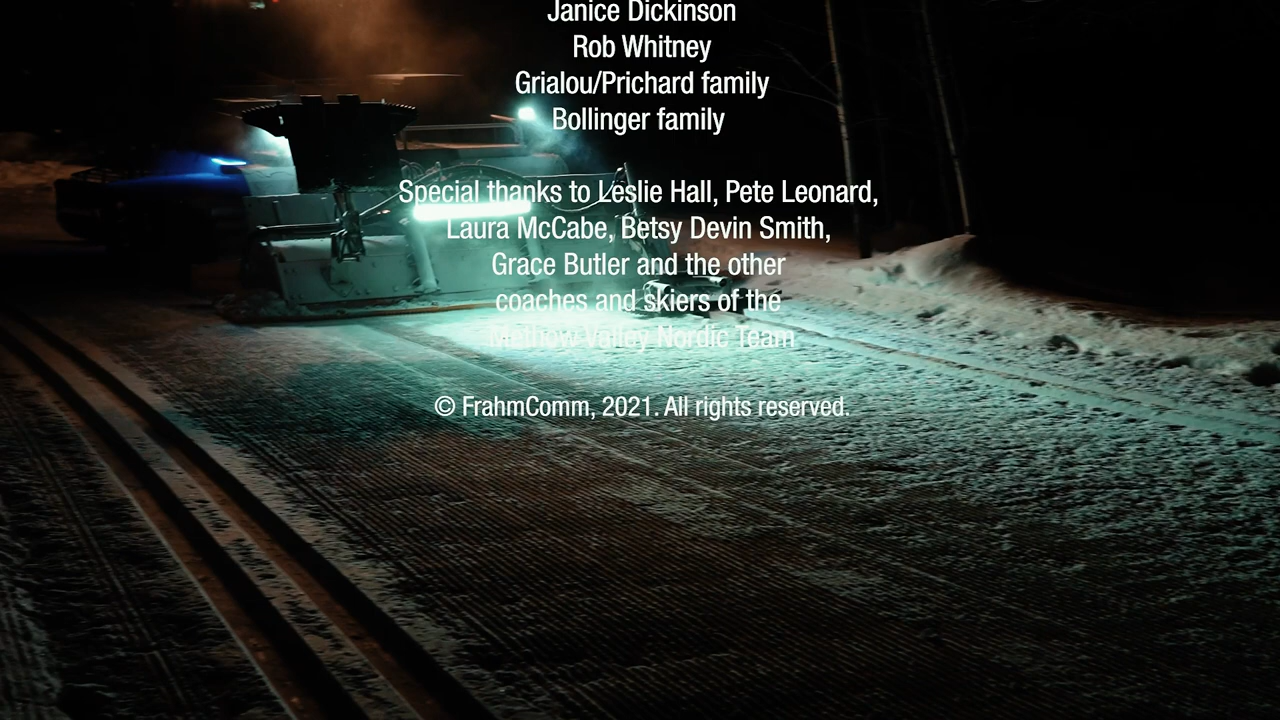 Janice Dickinson
Rob Whitney
Grialou/Prichard family
Bollinger family
Special thanks to Leslie Hall, Pete Leonard,
Laura McCabe, Betsy Devin Smith,
Grace Butler and the other
coaches and skiers of the
Methow Valley Nordic Team
© FrahmComm, 2021. All rights reserved.